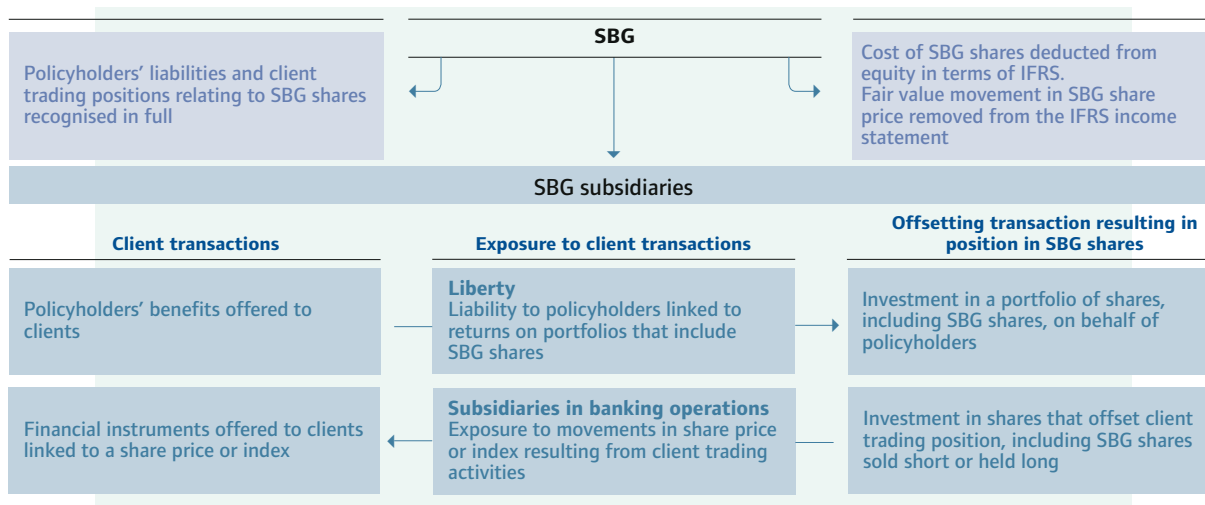 SBG
Policyholders’ liabilities and client
trading positions relating to SBG shares
recognised in full
Cost of SBG shares deducted from
equity in terms of IFRS.
Fair value movement in SBG share
price removed from the IFRS income
statement
SBG subsidiaries
Client transactions
Exposure to client transactions
Offsetting transaction resulting in
position in SBG shares
Policyholders’ benefits offered to
clients
Liberty
Liability to policyholders linked to
returns on portfolios that include
SBG shares
Investment in a portfolio of shares,
including SBG shares, on behalf of
policyholders
Financial instruments offered to clients
linked to a share price or index
Subsidiaries in banking operations
Exposure to movements in share price
or index resulting from client trading
activities
Investment in shares that offset client
trading position, including SBG shares
sold short or held long